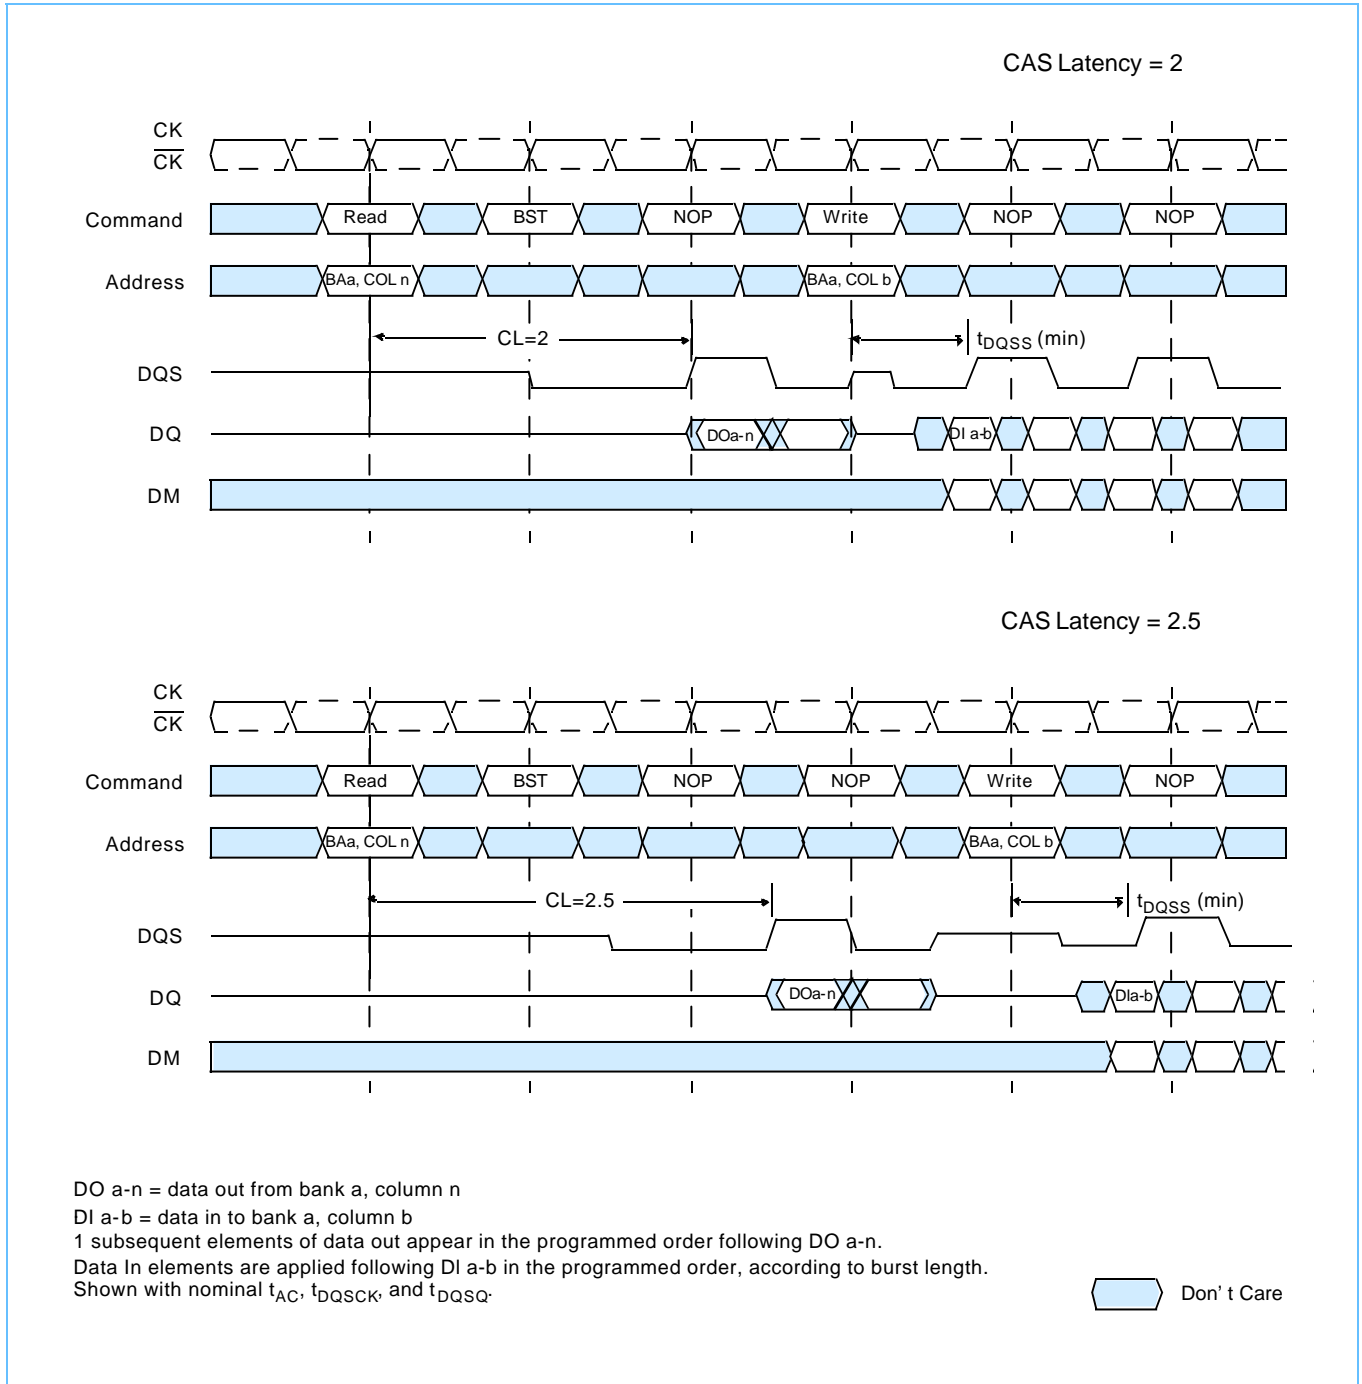 CAS Latency = 2
CK
CK
Command Read BST NOP Write NOP NOP
Address BAa, COL n BAa, COL b
CL=2 tDQSS (min)
DQS
DQ DOa-n DI a-b
DM
CAS Latency = 2.5
CK
CK
Command Read BST NOP NOP Write NOP
Address BAa, COL n BAa, COL b
CL=2.5 tDQSS (min)
DQS
DQ DOa-n DIa-b
DM
DO a-n = data out from bank a, column n
DI a-b = data in to bank a, column b
1 subsequent elements of data out appear in the programmed order following DO a-n.
Data In elements are applied following DI a-b in the programmed order, according to burst length.
Shown with nominal tAC, tDQSCK, and tDQSQ.
Don' t Care